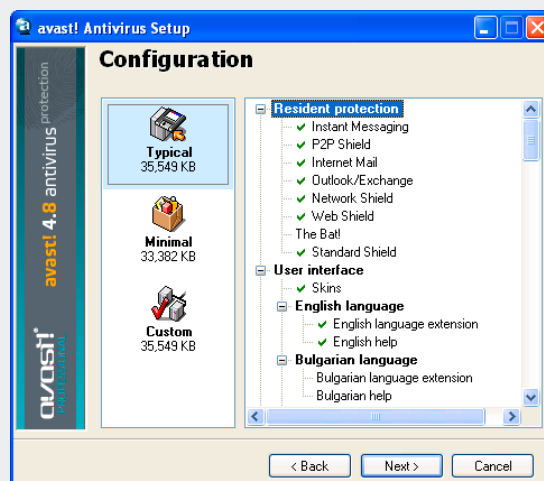 avast! Antivirus Setup
Configuration
avast! 4.8 antivirus protection
avast!
PROFESSIONAL
Typical
35,549 KB
Minimal
33,382 KB
Custom
35,549 KB
Resident protection
Instant Messaging
P2P Shield
Internet Mail
Outlook/Exchange
Network Shield
Web Shield
The Bat!
Standard Shield
User interface
Skins
English language
English language extension
English help
Bulgarian language
Bulgarian language extension
Bulgarian help
< Back
Next >
Cancel